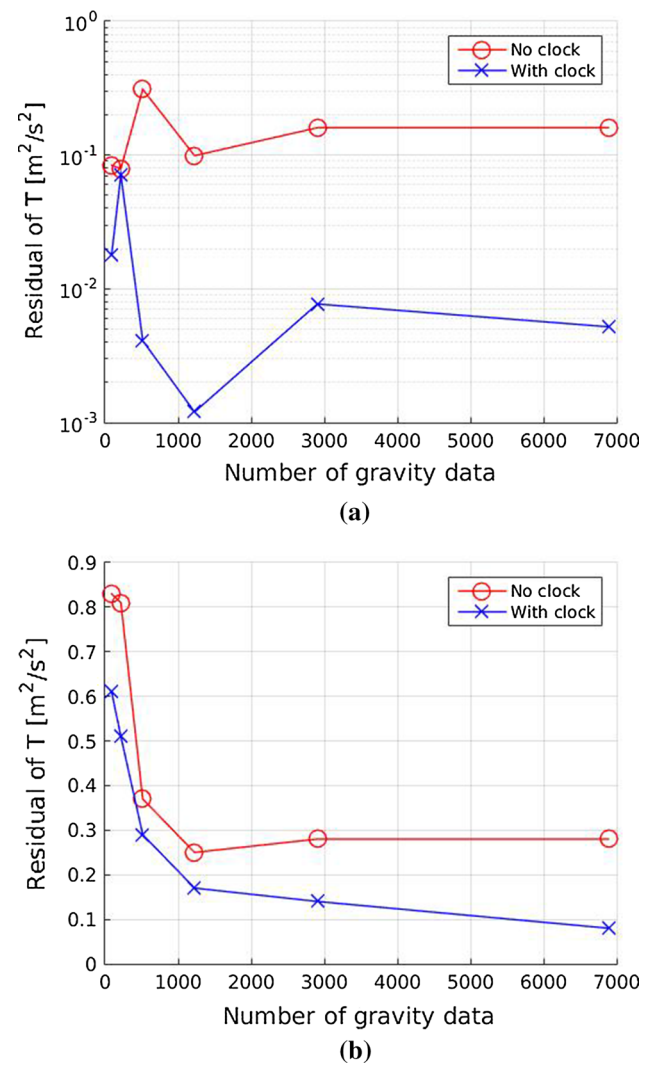 10^0
10^-1
10^-2
10^-3
Residual of T [m^2/s^2]
No clock
With clock
0 1000 2000 3000 4000 5000 6000 7000
Number of gravity data
(a)
0.9
0.8
0.7
0.6
0.5
0.4
0.3
0.2
0.1
0
Residual of T [m^2/s^2]
No clock
With clock
0 1000 2000 3000 4000 5000 6000 7000
Number of gravity data
(b)